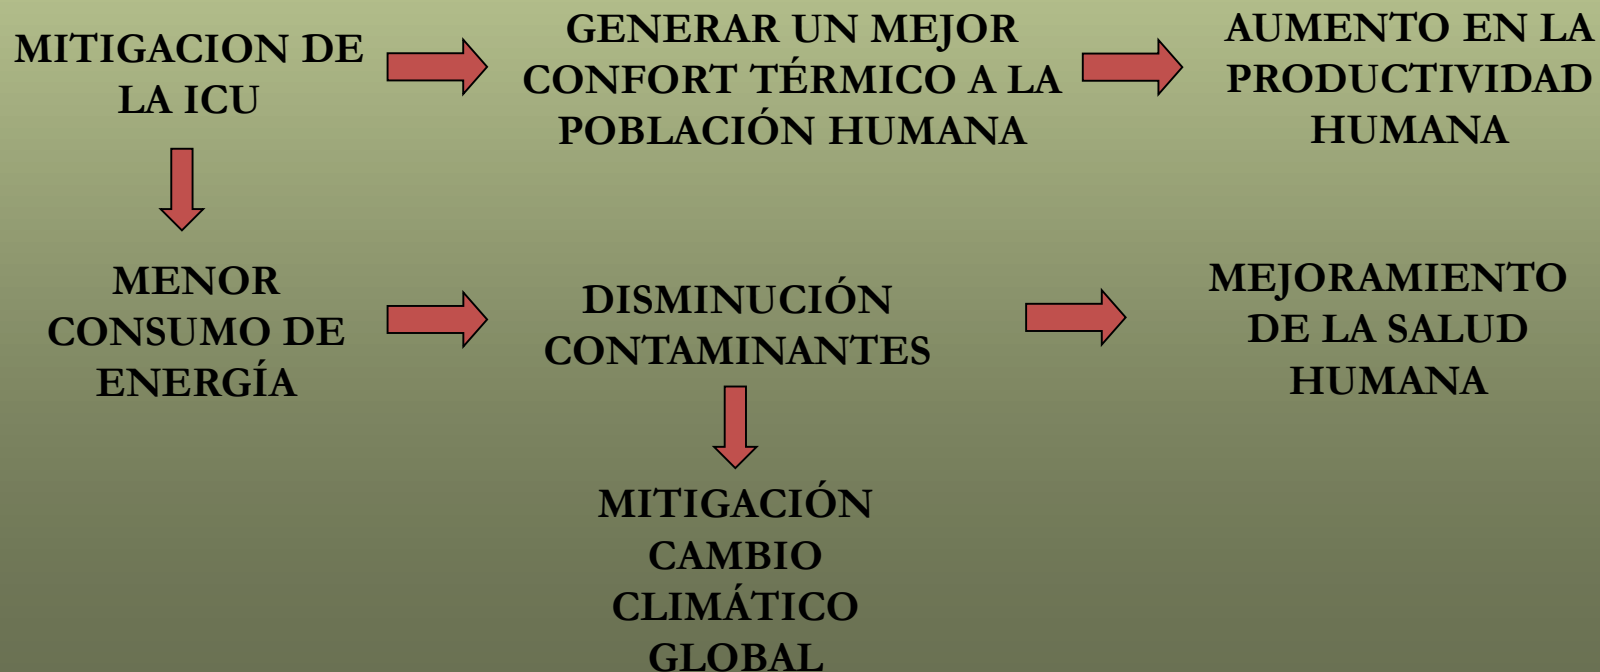 MITIGACION DE
LA ICU
GENERAR UN MEJOR
CONFORT TÉRMICO A LA
POBLACIÓN HUMANA
AUMENTO EN LA
PRODUCTIVIDAD
HUMANA
MENOR
CONSUMO DE
ENERGÍA
DISMINUCIÓN
CONTAMINANTES
MEJORAMIENTO
DE LA SALUD
HUMANA
MITIGACIÓN
CAMBIO
CLIMÁTICO
GLOBAL